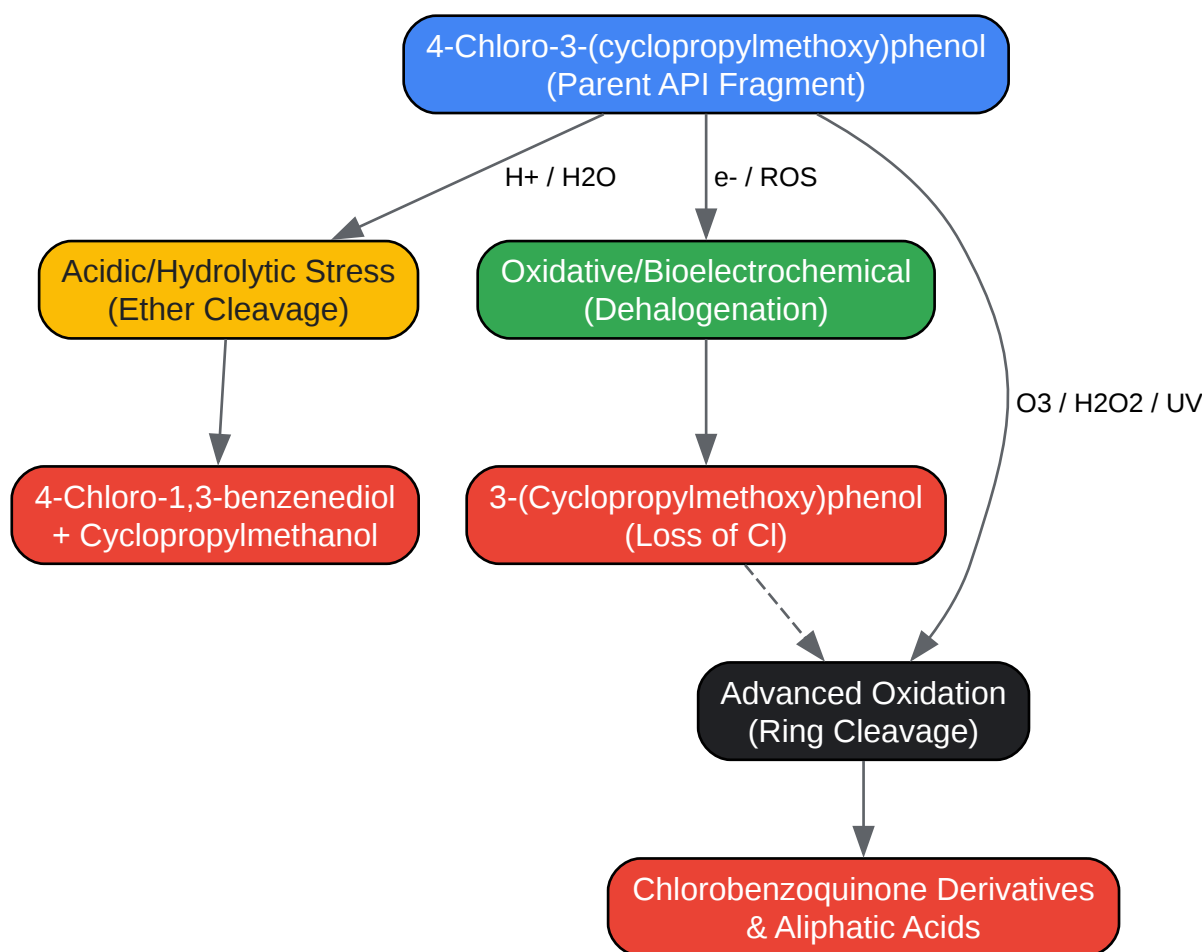 4-Chloro-3-(cyclopropylmethoxy)phenol
(Parent API Fragment)
H+ / H2O
e- / ROS
Acidic/Hydrolytic Stress
(Ether Cleavage)
Oxidative/Bioelectrochemical
(Dehalogenation)
O3 / H2O2 / UV
4-Chloro-1,3-benzenediol
+ Cyclopropylmethanol
3-(Cyclopropylmethoxy)phenol
(Loss of Cl)
Advanced Oxidation
(Ring Cleavage)
Chlorobenzoquinone Derivatives
& Aliphatic Acids